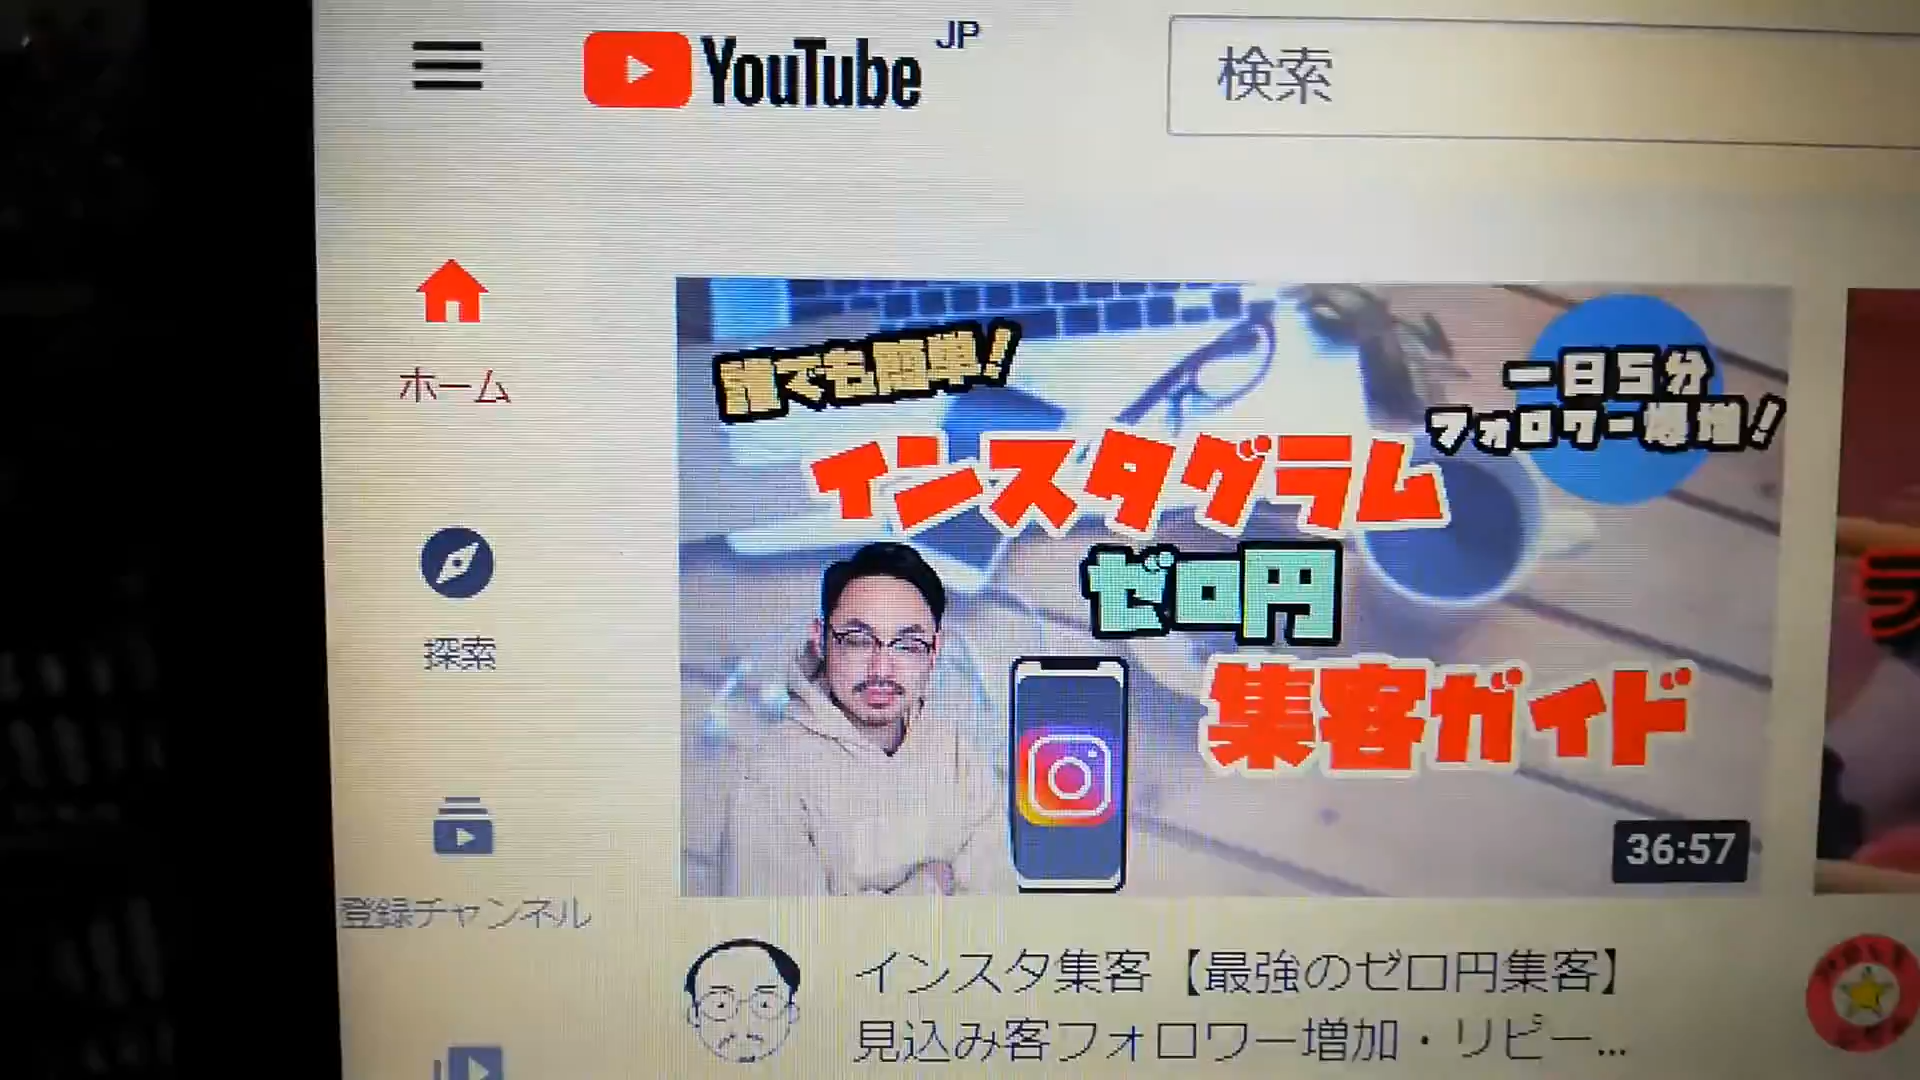 YouTube JP
検索
ホーム
探索
登録チャンネル
誰でも簡単!
一日5分
フォロワー爆増!
インスタグラム
ゼロ円
集客ガイド
36:57
インスタ集客【最強のゼロ円集客】
見込み客フォロワー増加・リピー...
ラ